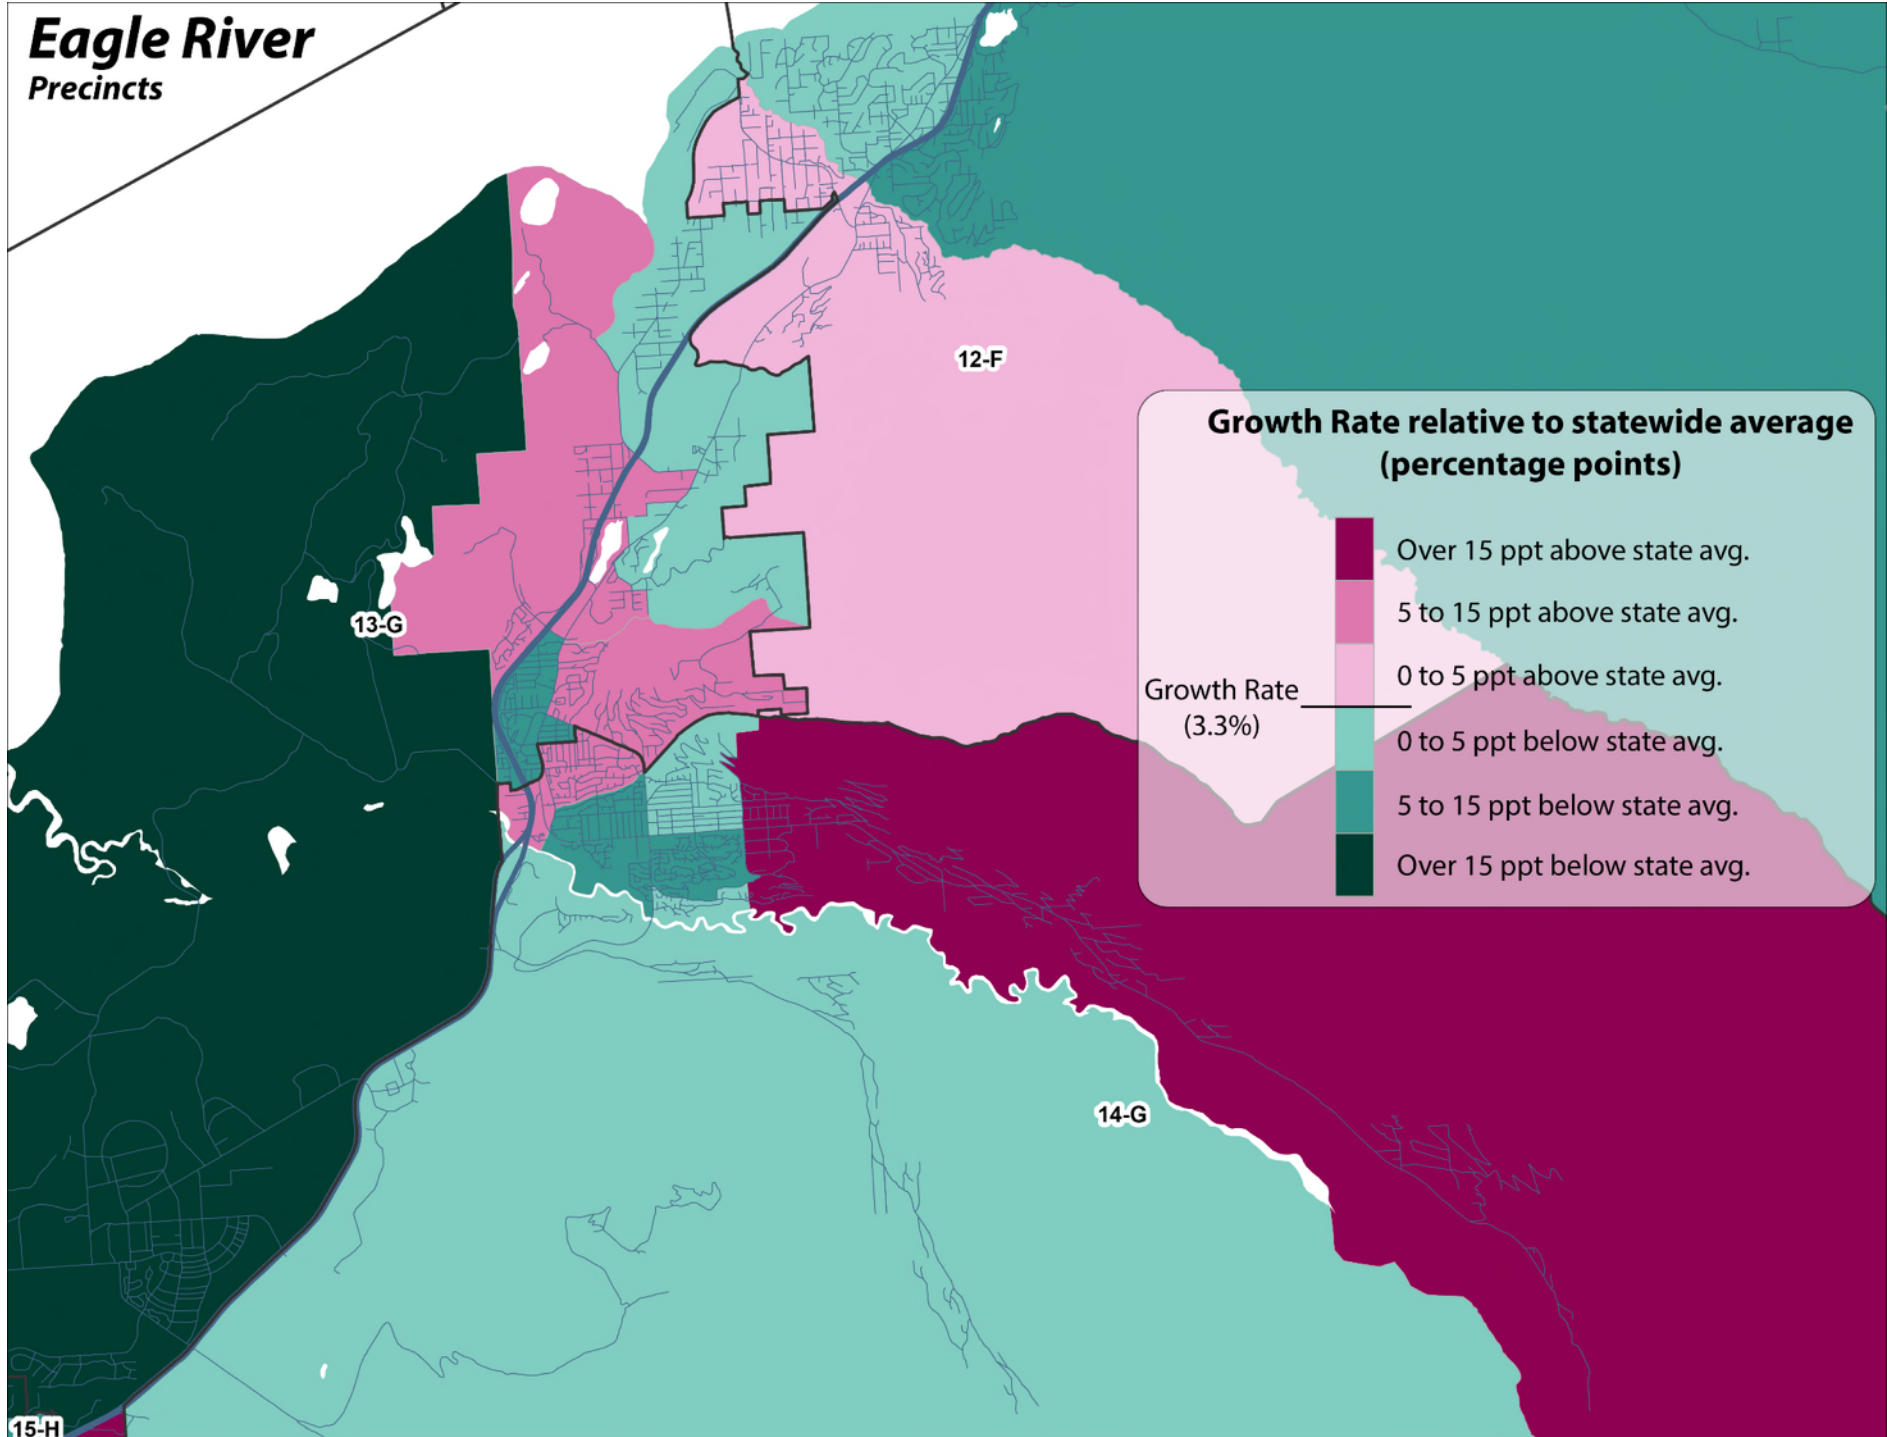 Eagle River
Precincts
12-F
Growth Rate relative to statewide average
(percentage points)
Over 15 ppt above state avg.
5 to 15 ppt above state avg.
0 to 5 ppt above state avg.
Growth Rate
(3.3%)
0 to 5 ppt below state avg.
5 to 15 ppt below state avg.
Over 15 ppt below state avg.
13-G
14-G
15-H